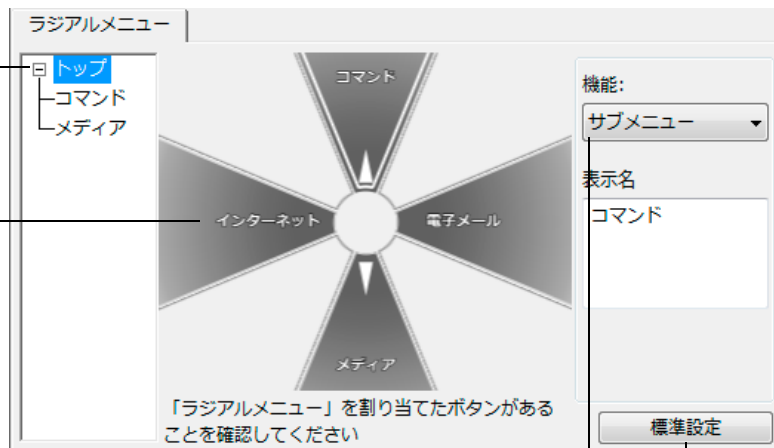 ラジアルメニュー
トップ
コマンド
メディア
コマンド
インターネット
電子メール
メディア
「ラジアルメニュー」を割り当てたボタンがある
ことを確認してください
機能:
サブメニュー
表示名
コマンド
標準設定